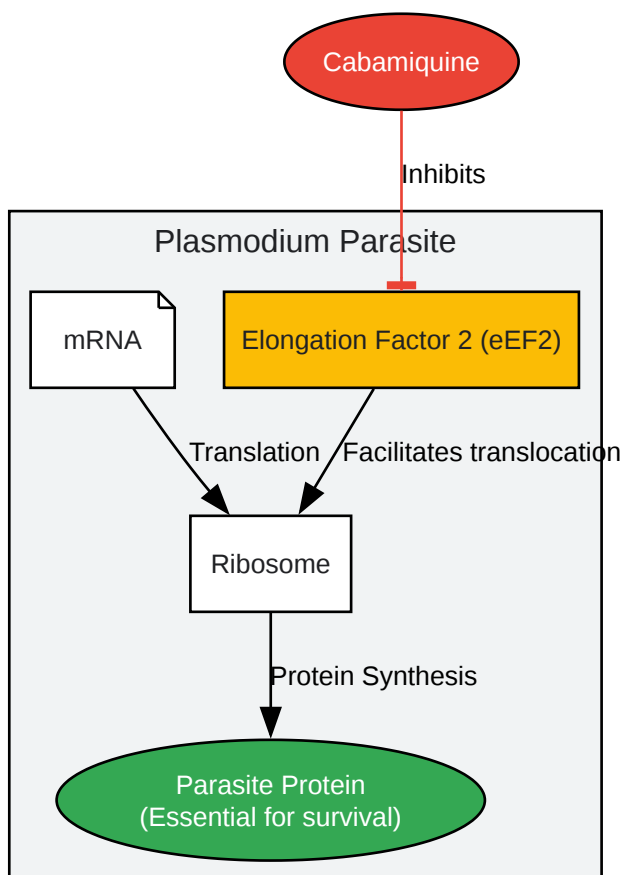 Cabamiquine
Inhibits
Plasmodium Parasite
mRNA
Elongation Factor 2 (eEF2)
Translation
Facilitates translocation
Ribosome
Protein Synthesis
Parasite Protein
(Essential for survival)